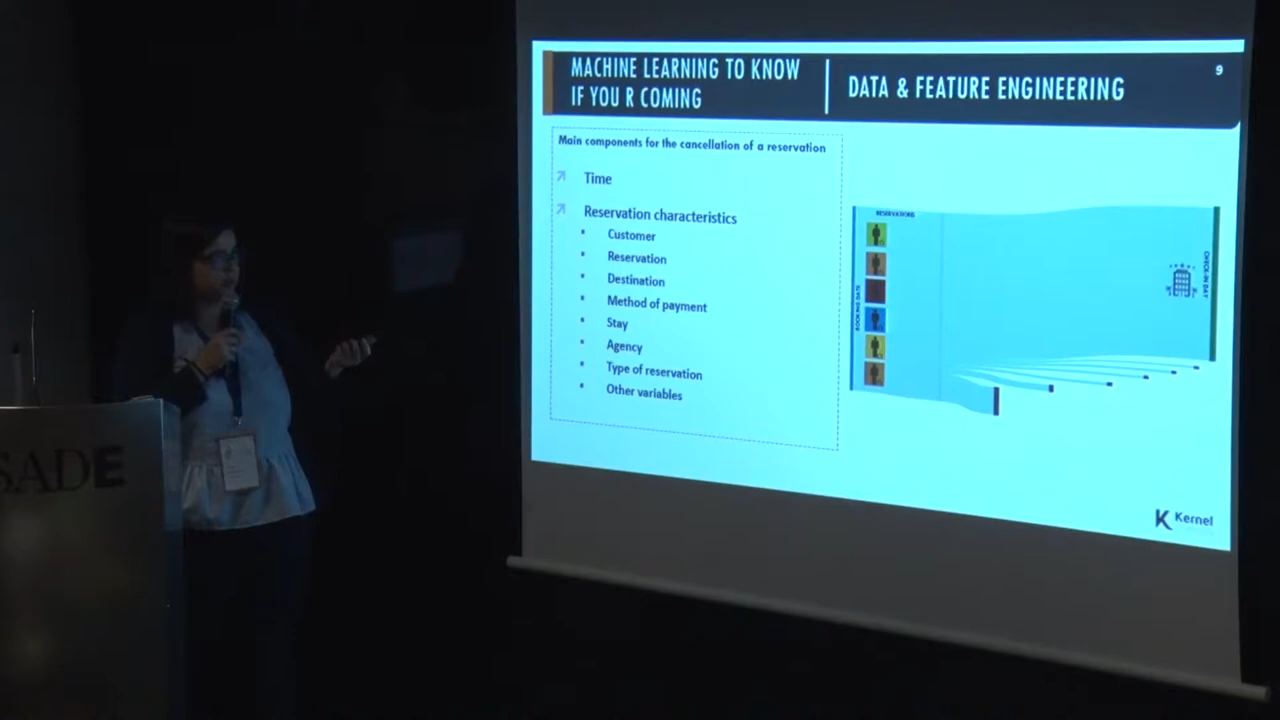 MACHINE LEARNING TO KNOW
IF YOU R COMING
DATA & FEATURE ENGINEERING
9
Main components for the cancellation of a reservation
Time
Reservation characteristics
Customer
Reservation
Destination
Method of payment
Stay
Agency
Type of reservation
Other variables
RESERVATIONS
BOOKING DATE
CHECK-IN DAY
K Kernel
SADE